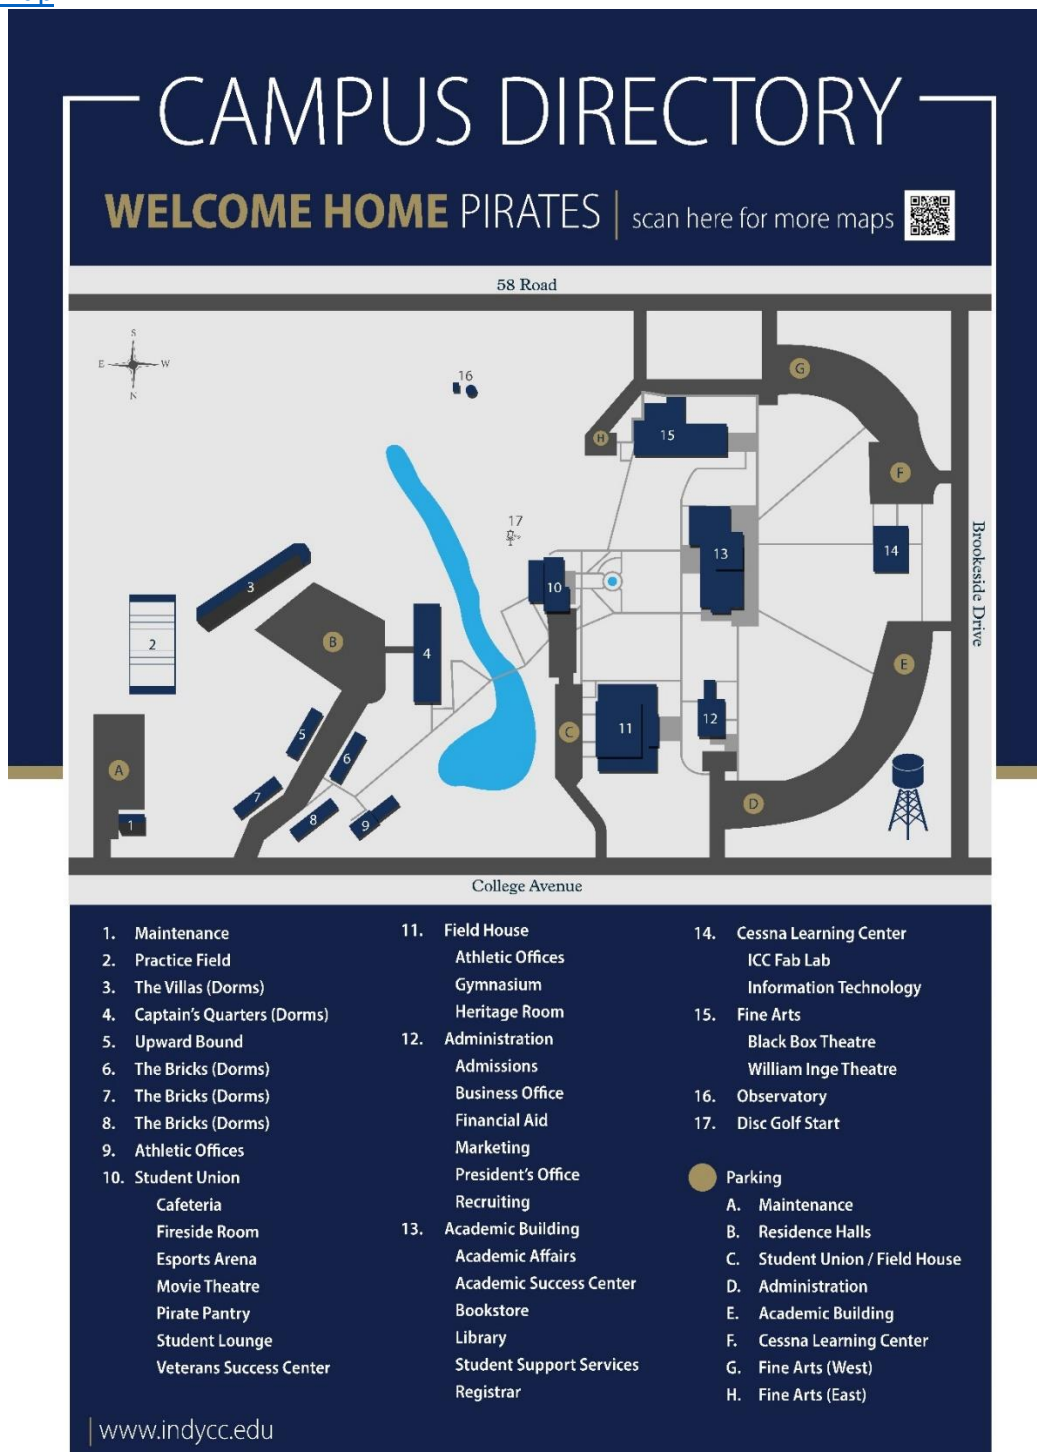 CAMPUS DIRECTORY
WELCOME HOME PIRATES | scan here for more maps
58 Road
S
E W
N
16
G
H
15
F
17
13
14
Brookeside Drive
3
10
2
B
4
E
5
C
11
12
6
A
7
D
8
9
1
College Avenue
1. Maintenance
2. Practice Field
3. The Villas (Dorms)
4. Captain's Quarters (Dorms)
5. Upward Bound
6. The Bricks (Dorms)
7. The Bricks (Dorms)
8. The Bricks (Dorms)
9. Athletic Offices
10. Student Union
Cafeteria
Fireside Room
Esports Arena
Movie Theatre
Pirate Pantry
Student Lounge
Veterans Success Center
11. Field House
Athletic Offices
Gymnasium
Heritage Room
12. Administration
Admissions
Business Office
Financial Aid
Marketing
President's Office
Recruiting
13. Academic Building
Academic Affairs
Academic Success Center
Bookstore
Library
Student Support Services
Registrar
14. Cessna Learning Center
ICC Fab Lab
Information Technology
15. Fine Arts
Black Box Theatre
William Inge Theatre
16. Observatory
17. Disc Golf Start
Parking
A. Maintenance
B. Residence Halls
C. Student Union / Field House
D. Administration
E. Academic Building
F. Cessna Learning Center
G. Fine Arts (West)
H. Fine Arts (East)
www.indycc.edu